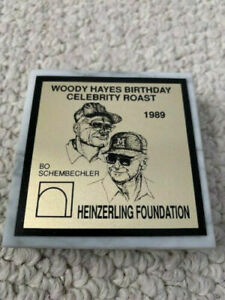 WOODY HAYES BIRTHDAY
CELEBRITY ROAST
1989
M
BO
SCHEMBECHLER
HEINZERLING FOUNDATION